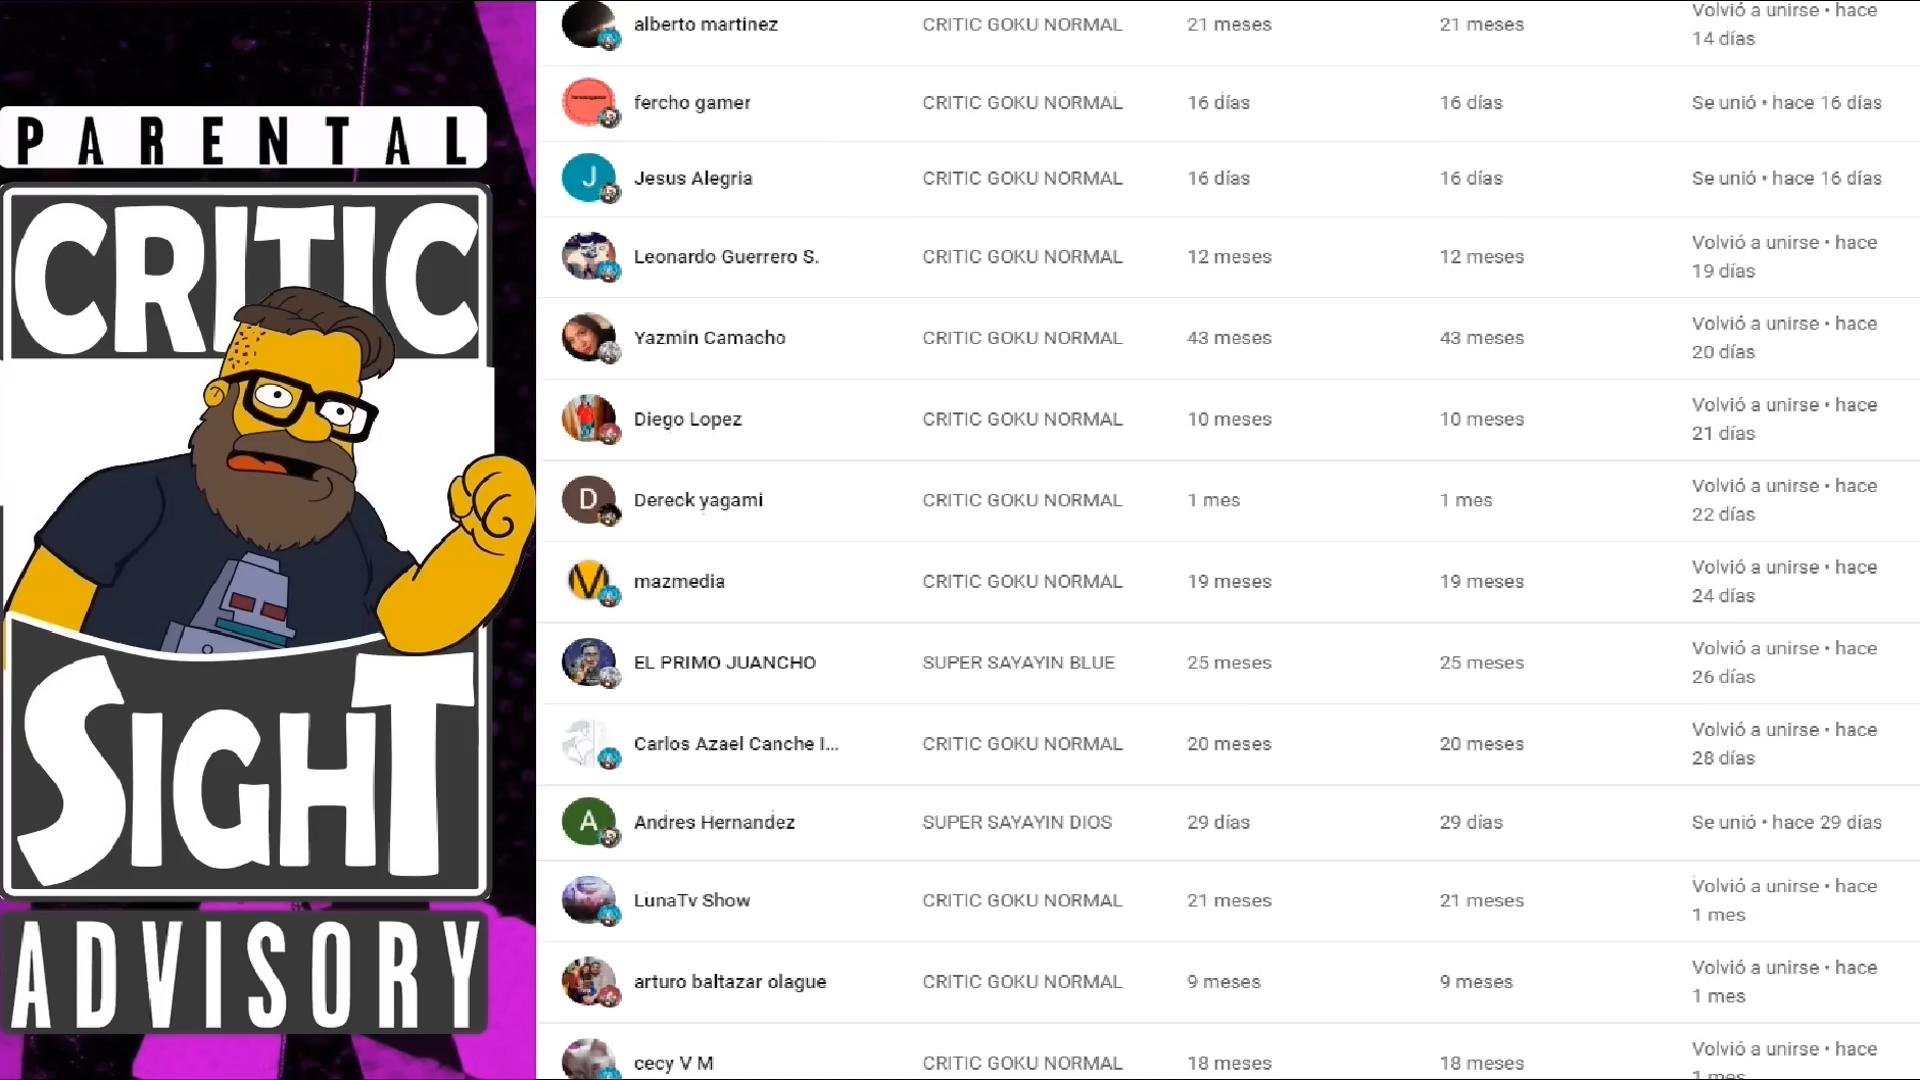 PARENTAL
CRITIC
SIGHT
ADVISORY
alberto martinez CRITIC GOKU NORMAL 21 meses 21 meses Volvió a unirse • hace
14 días
fercho gamer CRITIC GOKU NORMAL 16 días 16 días Se unió • hace 16 días
J Jesus Alegria CRITIC GOKU NORMAL 16 días 16 días Se unió • hace 16 días
Leonardo Guerrero S. CRITIC GOKU NORMAL 12 meses 12 meses Volvió a unirse • hace
19 días
Yazmin Camacho CRITIC GOKU NORMAL 43 meses 43 meses Volvió a unirse • hace
20 días
Diego Lopez CRITIC GOKU NORMAL 10 meses 10 meses Volvió a unirse • hace
21 días
D Dereck yagami CRITIC GOKU NORMAL 1 mes 1 mes Volvió a unirse • hace
22 días
mazmedia CRITIC GOKU NORMAL 19 meses 19 meses Volvió a unirse • hace
24 días
EL PRIMO JUANCHO SUPER SAYAYIN BLUE 25 meses 25 meses Volvió a unirse • hace
26 días
Carlos Azael Canche I... CRITIC GOKU NORMAL 20 meses 20 meses Volvió a unirse • hace
28 días
A Andres Hernandez SUPER SAYAYIN DIOS 29 días 29 días Se unió • hace 29 días
LunaTv Show CRITIC GOKU NORMAL 21 meses 21 meses Volvió a unirse • hace
1 mes
arturo baltazar olague CRITIC GOKU NORMAL 9 meses 9 meses Volvió a unirse • hace
1 mes
cecy V M CRITIC GOKU NORMAL 18 meses 18 meses Volvió a unirse • hace
1 mes